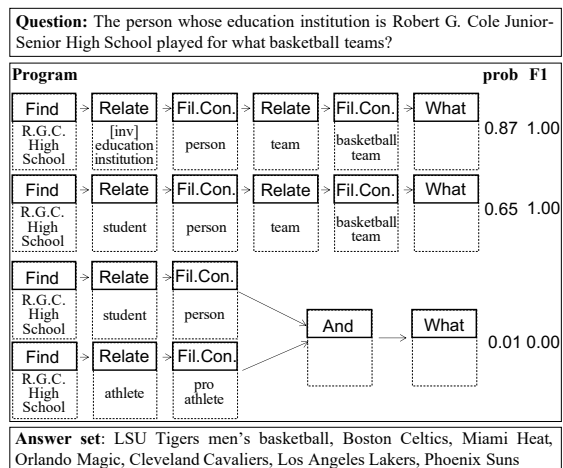 Question: The person whose education institution is Robert G. Cole Junior-
Senior High School played for what basketball teams?
Program prob F1
Find Relate Fil.Con. Relate Fil.Con. What
R.G.C. High School [inv] education institution person team basketball team
0.87 1.00
Find Relate Fil.Con. Relate Fil.Con. What
R.G.C. High School student person team basketball team
0.65 1.00
Find Relate Fil.Con.
R.G.C. High School student person
And What
0.01 0.00
Find Relate Fil.Con.
R.G.C. High School athlete pro athlete
Answer set: LSU Tigers men's basketball, Boston Celtics, Miami Heat,
Orlando Magic, Cleveland Cavaliers, Los Angeles Lakers, Phoenix Suns